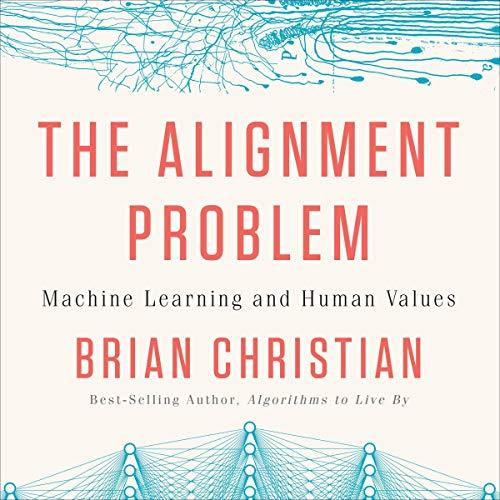 p
a
THE ALIGNMENT
PROBLEM
Machine Learning and Human Values
BRIAN CHRISTIAN
Best-Selling Author, Algorithms to Live By